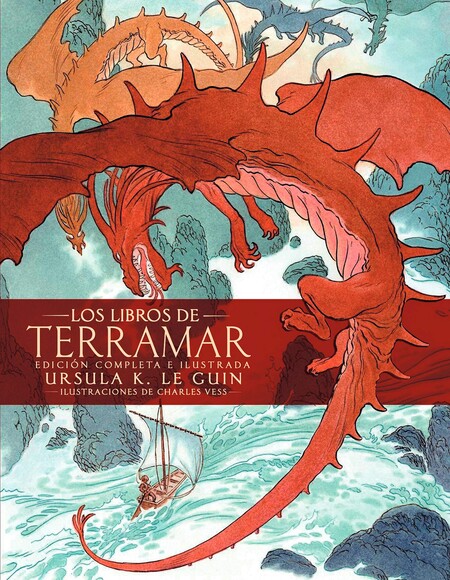 LOS LIBROS DE
TERRAMAR
EDICIÓN COMPLETA E ILUSTRADA
URSULA K. LE GUIN
ILUSTRACIONES DE CHARLES VESS